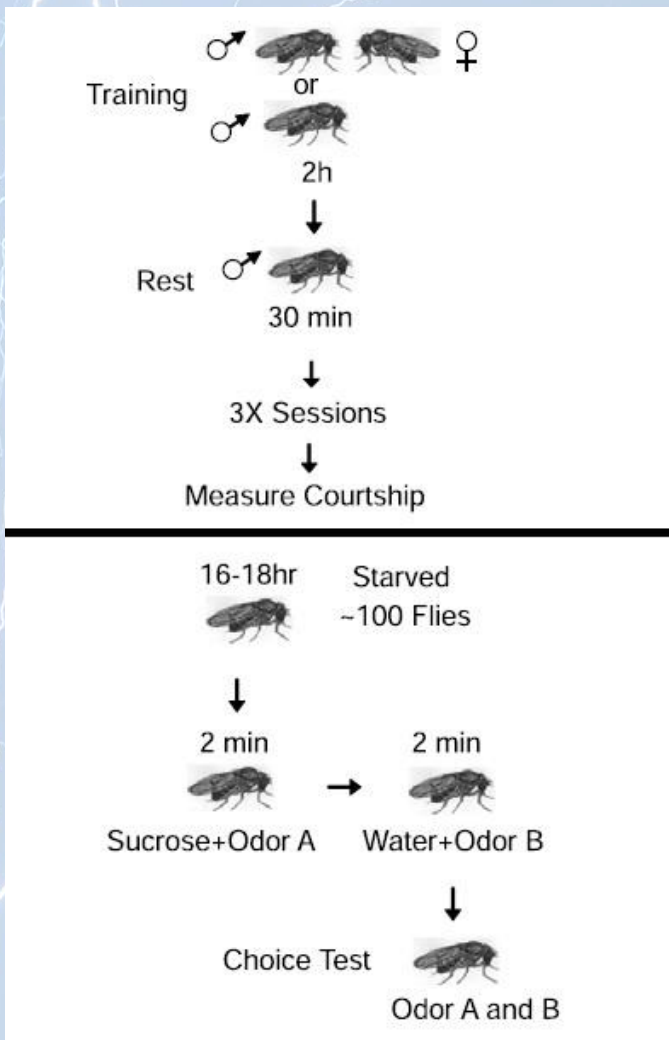 Training
or
2h
Rest
30 min
3X Sessions
Measure Courtship
16-18hr Starved
~100 Flies
2 min 2 min
Sucrose+Odor A Water+Odor B
Choice Test
Odor A and B